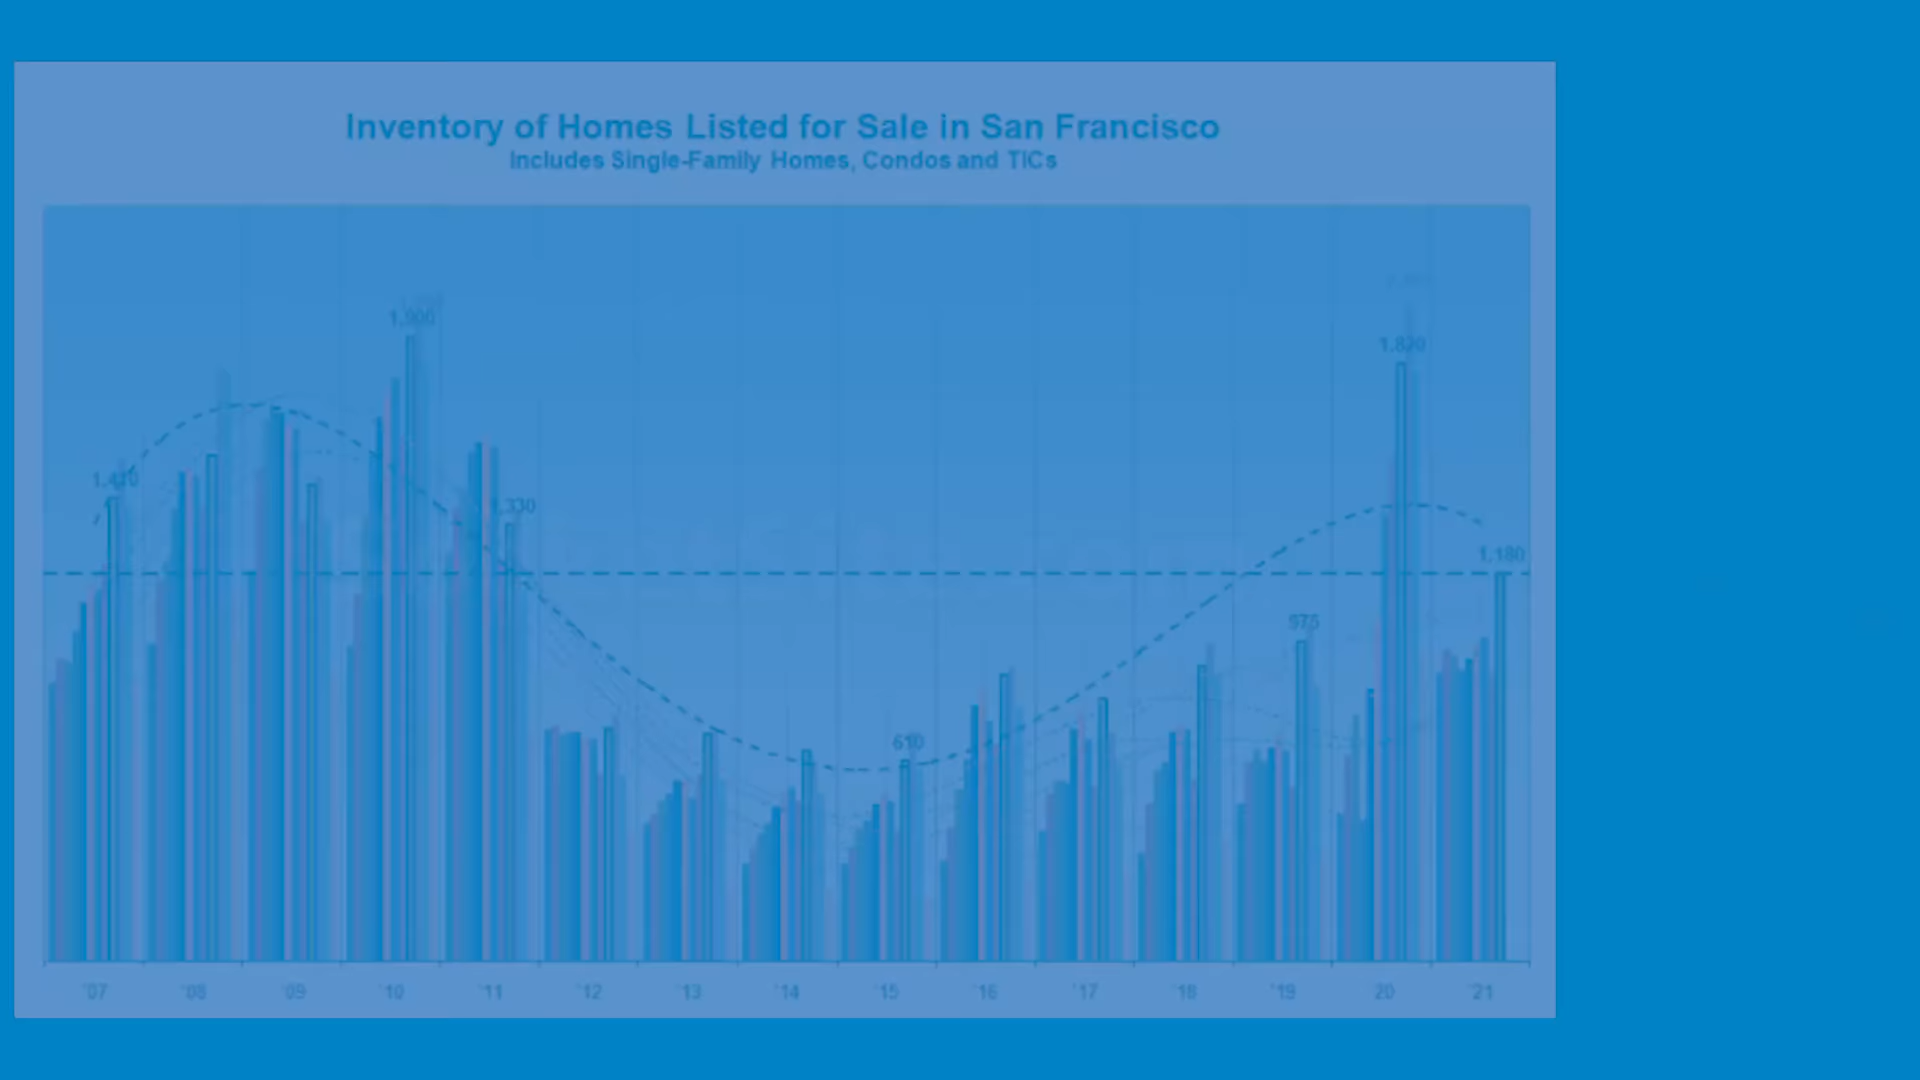 Inventory of Homes Listed for Sale in San Francisco
Includes Single-Family Homes, Condos and TICs
1,900
1,820
1,410
1,330
1,180
975
610
'07 '08 '09 '10 '11 '12 '13 '14 '15 '16 '17 '18 '19 '20 '21